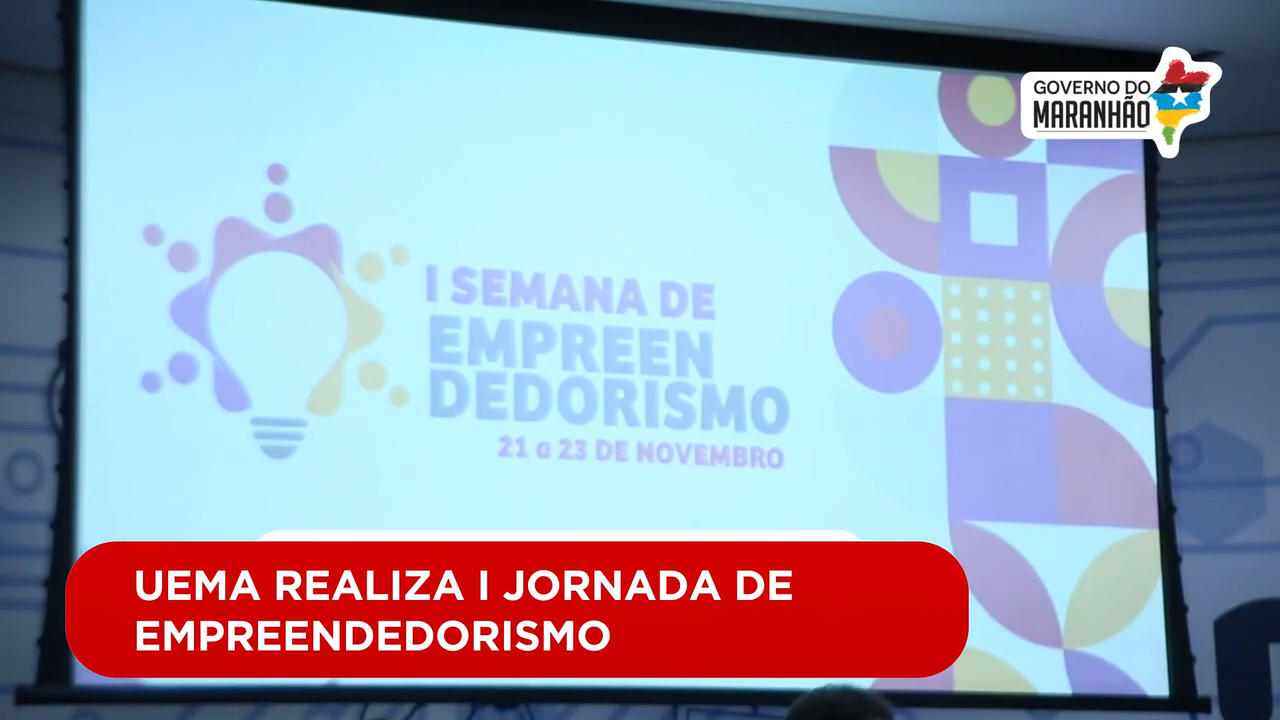 GOVERNO DO
MARANHÃO
I SEMANA DE
EMPREEN
DEDORISMO
21 a 23 DE NOVEMBRO
UEMA REALIZA I JORNADA DE
EMPREENDEDORISMO